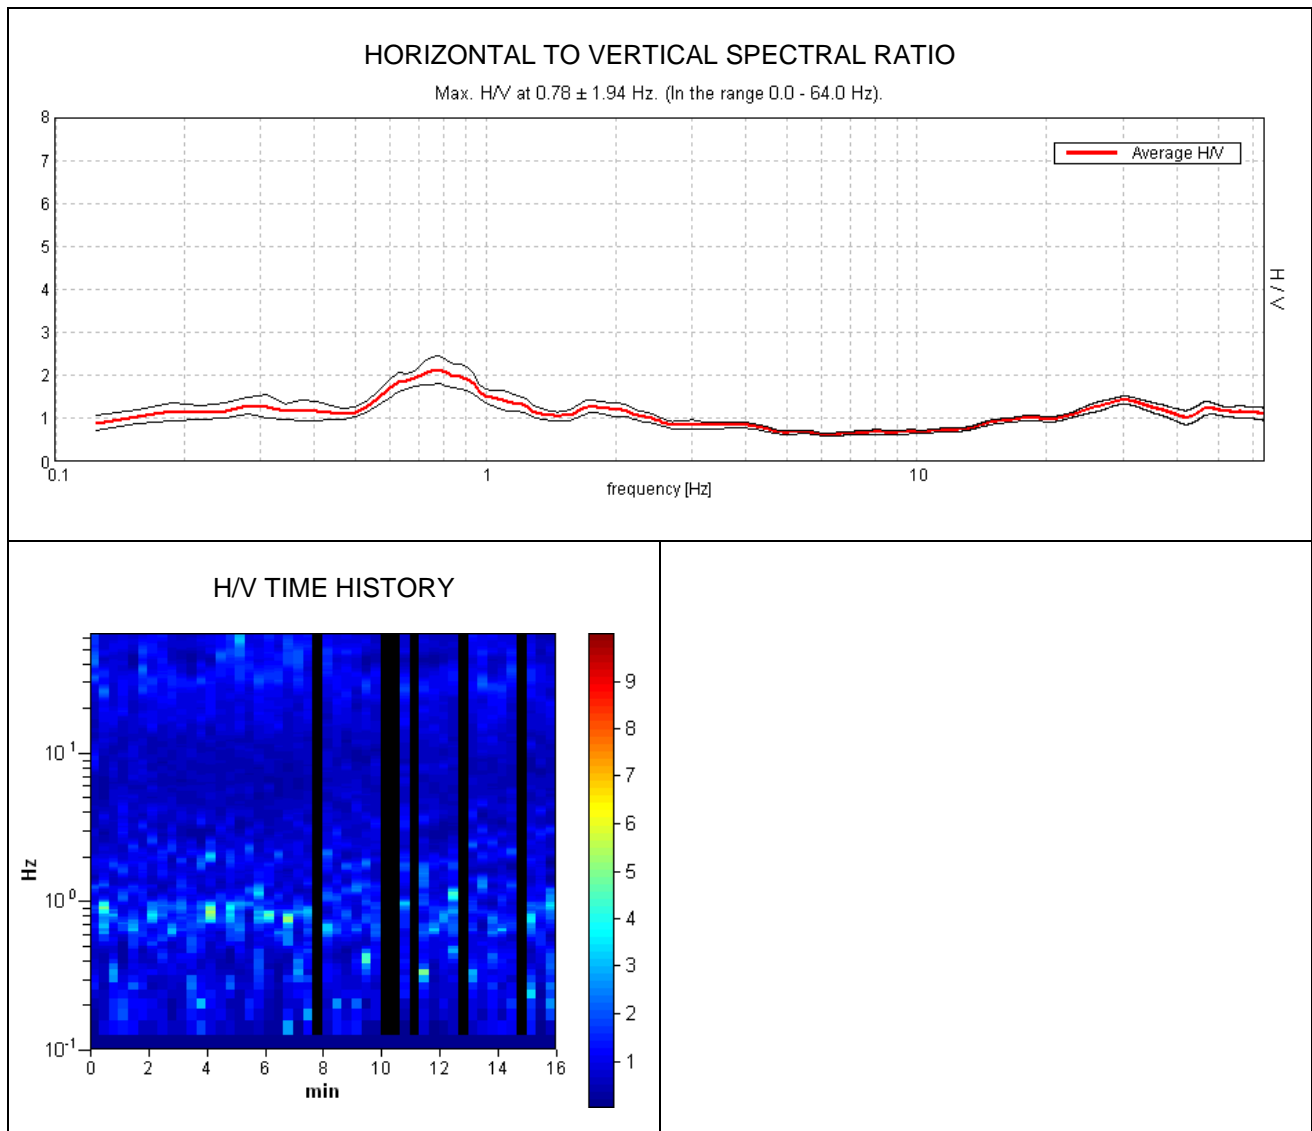 HORIZONTAL TO VERTICAL SPECTRAL RATIO
Max. H/V at 0.78 ± 1.94 Hz. (In the range 0.0 - 64.0 Hz).
8
7
6
5
4
3
2
1
0
Average H/V
H / V
0.1 1 10
frequency [Hz]
H/V TIME HISTORY
Hz
10¹
10⁰
10⁻¹
0 2 4 6 8 10 12 14 16
min
9
8
7
6
5
4
3
2
1